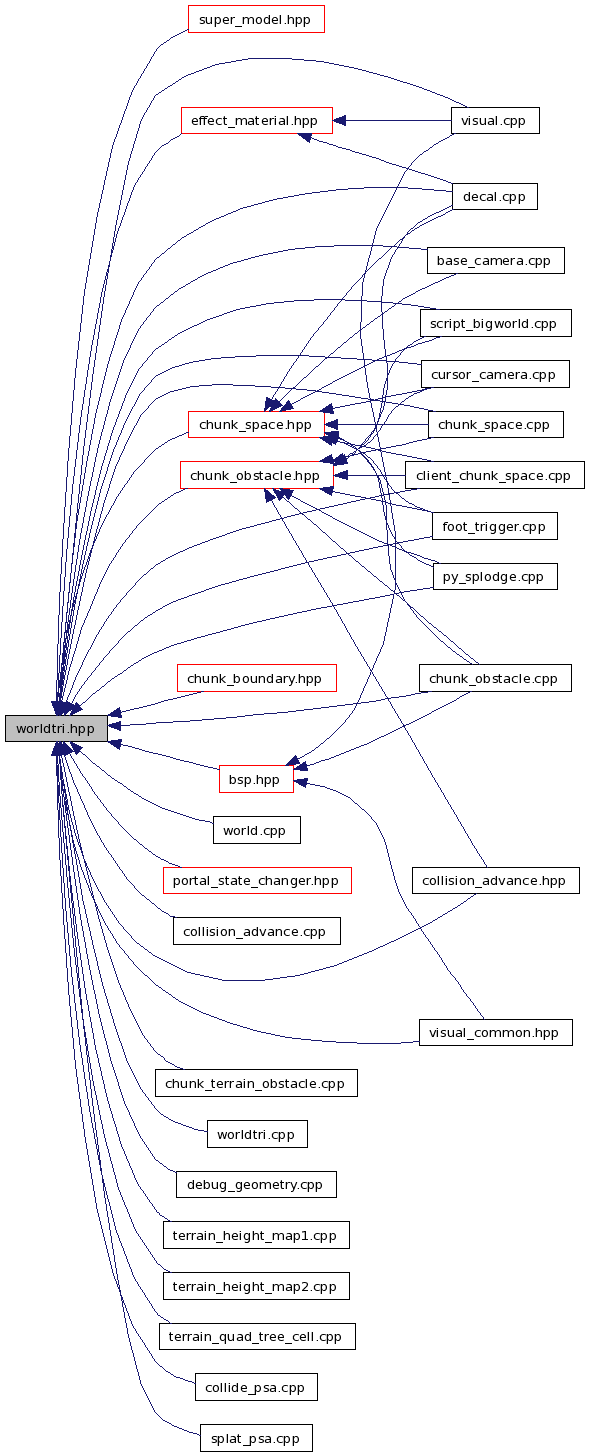 super_model.hpp
effect_material.hpp
visual.cpp
decal.cpp
base_camera.cpp
script_bigworld.cpp
cursor_camera.cpp
chunk_space.hpp
chunk_space.cpp
chunk_obstacle.hpp
client_chunk_space.cpp
foot_trigger.cpp
py_splodge.cpp
chunk_boundary.hpp
chunk_obstacle.cpp
worldtri.hpp
bsp.hpp
world.cpp
portal_state_changer.hpp
collision_advance.hpp
collision_advance.cpp
visual_common.hpp
chunk_terrain_obstacle.cpp
worldtri.cpp
debug_geometry.cpp
terrain_height_map1.cpp
terrain_height_map2.cpp
terrain_quad_tree_cell.cpp
collide_psa.cpp
splat_psa.cpp